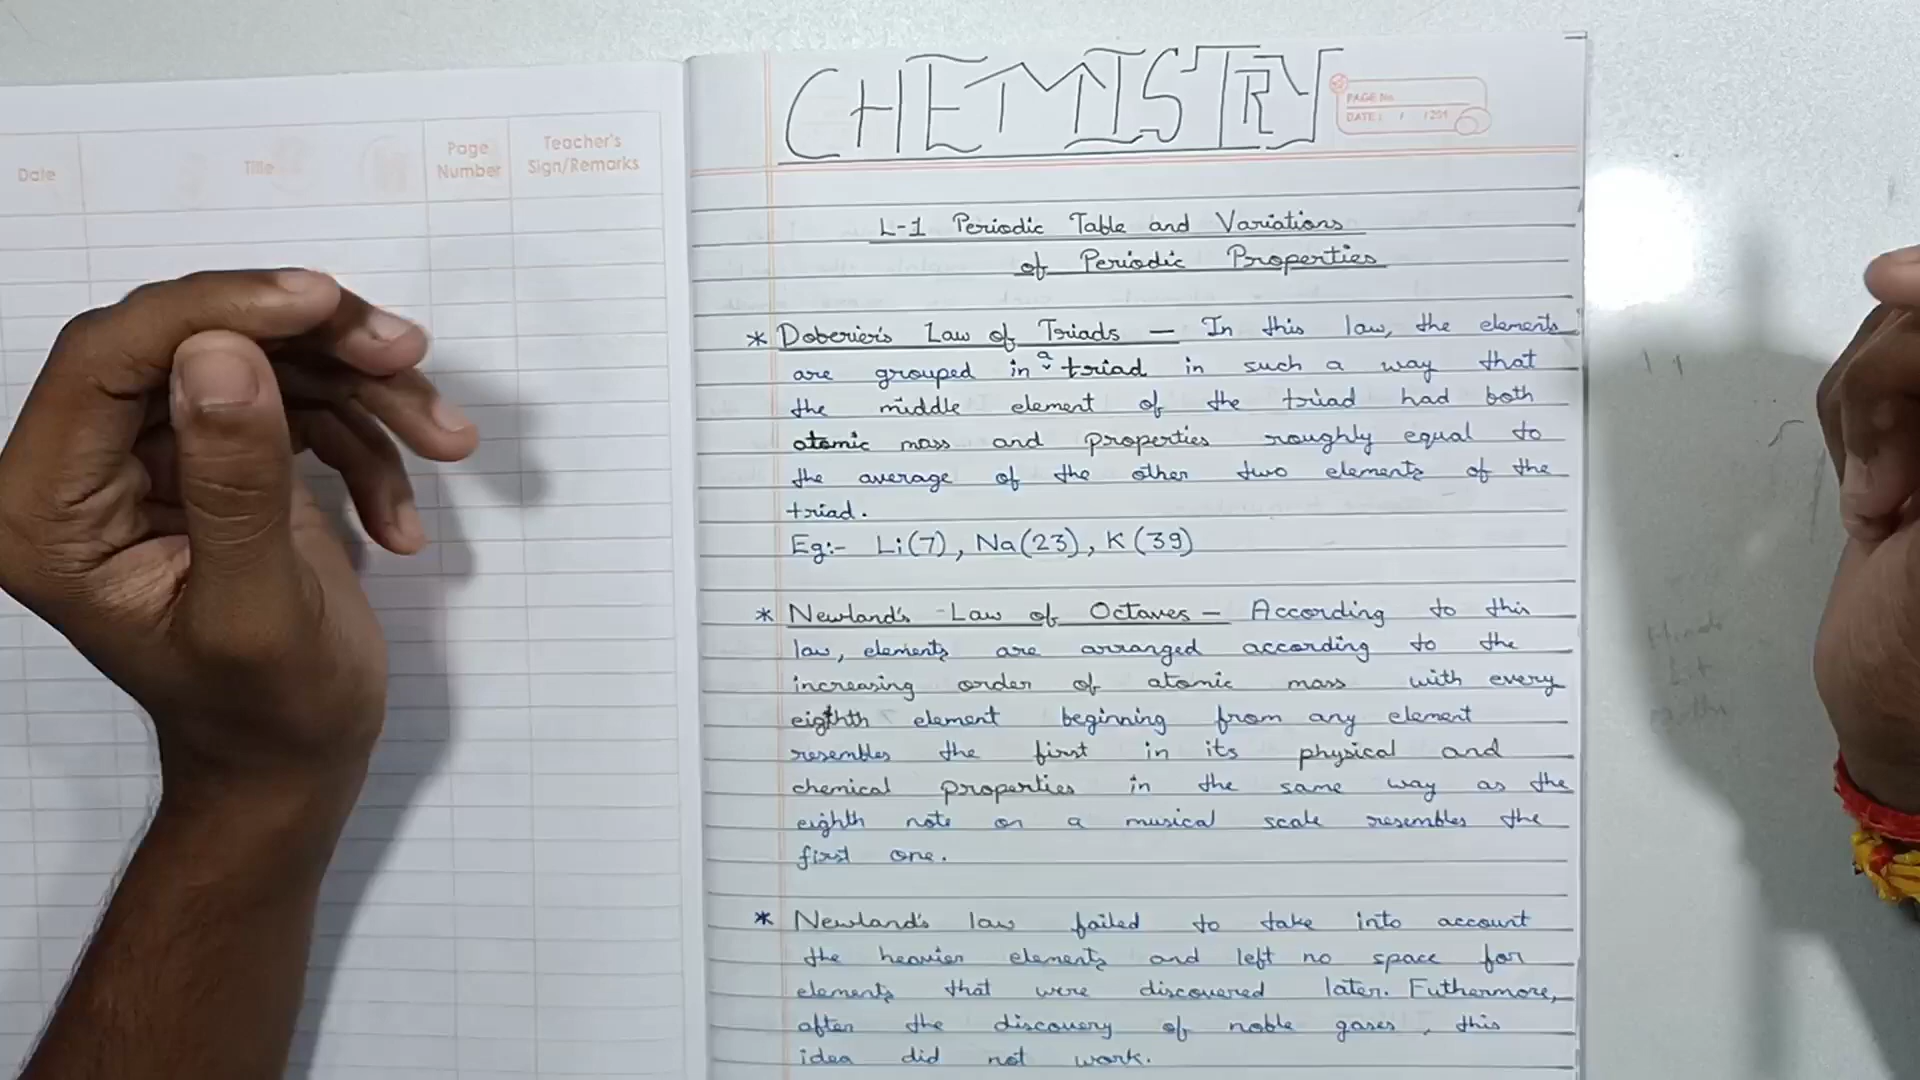 Date
Title
Page
Number
Teacher's
Sign/Remarks
CHEMISTRY
PAGE No.
DATE: / /201
L-1 Periodic Table and Variations
of Periodic Properties
* Doberier's Law of Triads — In this law, the elements
are grouped in a triad in such a way that
the middle element of the triad had both
atomic mass and properties roughly equal to
the average of the other two elements of the
triad.
Eg:- Li(7), Na(23), K(39)
* Newland's Law of Octaves — According to this
law, elements are arranged according to the
increasing order of atomic mass with every
eigthth element beginning from any element
resembles the first in its physical and
chemical properties in the same way as the
eighth note on a musical scale resembles the
first one.
* Newland's law failed to take into account
the heavier elements and left no space for
elements that were discovered later. Futhermore,
after the discovery of noble gases, this
idea did not work.